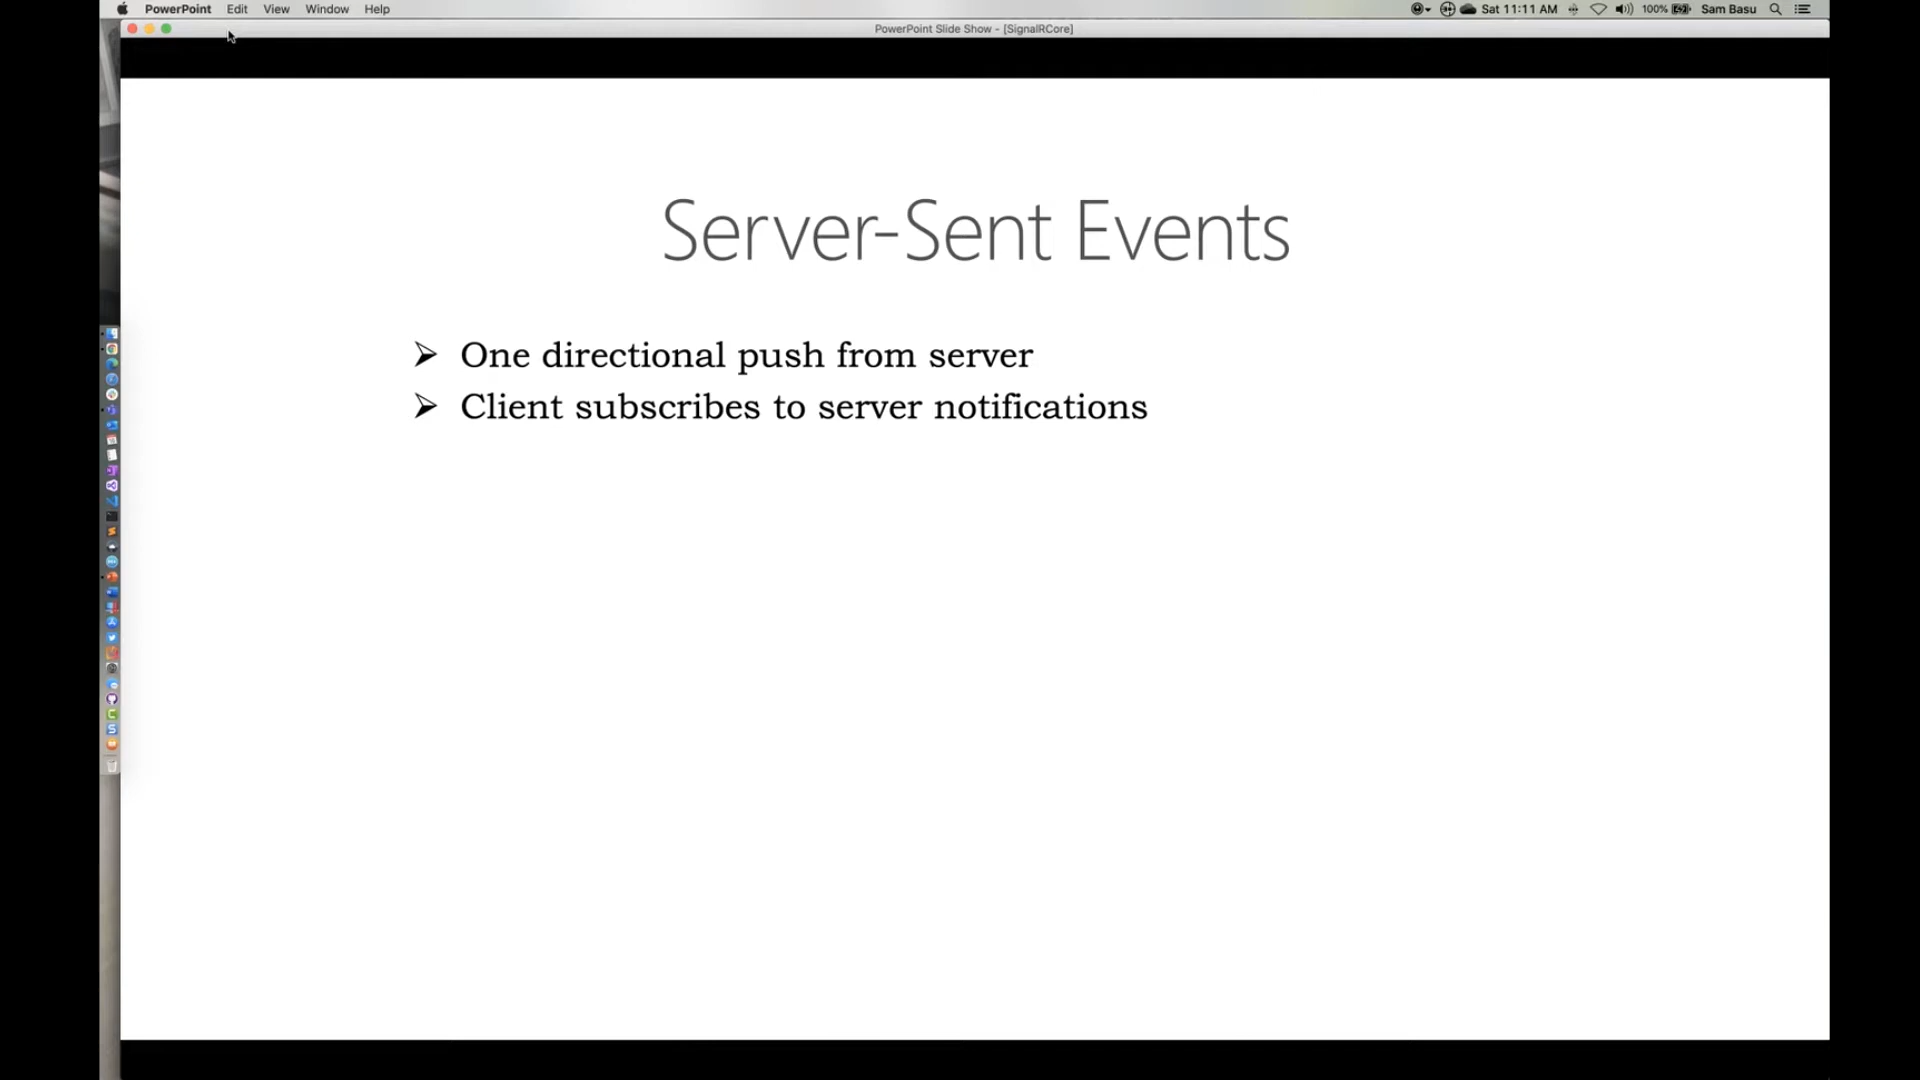 PowerPoint Edit View Window Help Sat 11:11 AM 100% Sam Basu
PowerPoint Slide Show - [SignalRCore]
Server-Sent Events
➢ One directional push from server
➢ Client subscribes to server notifications